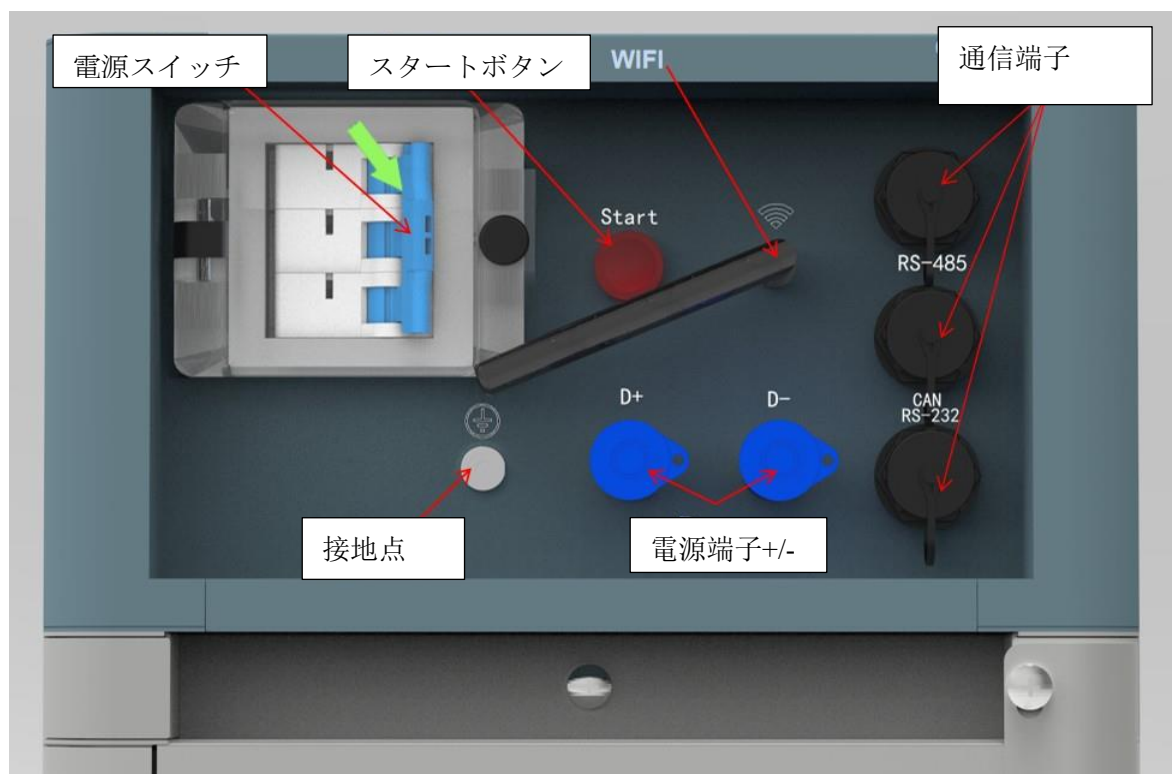 電源スイッチ
スタートボタン
WIFI
通信端子
Start
RS-485
D+
D-
CAN
RS-232
接地点
電源端子+/-